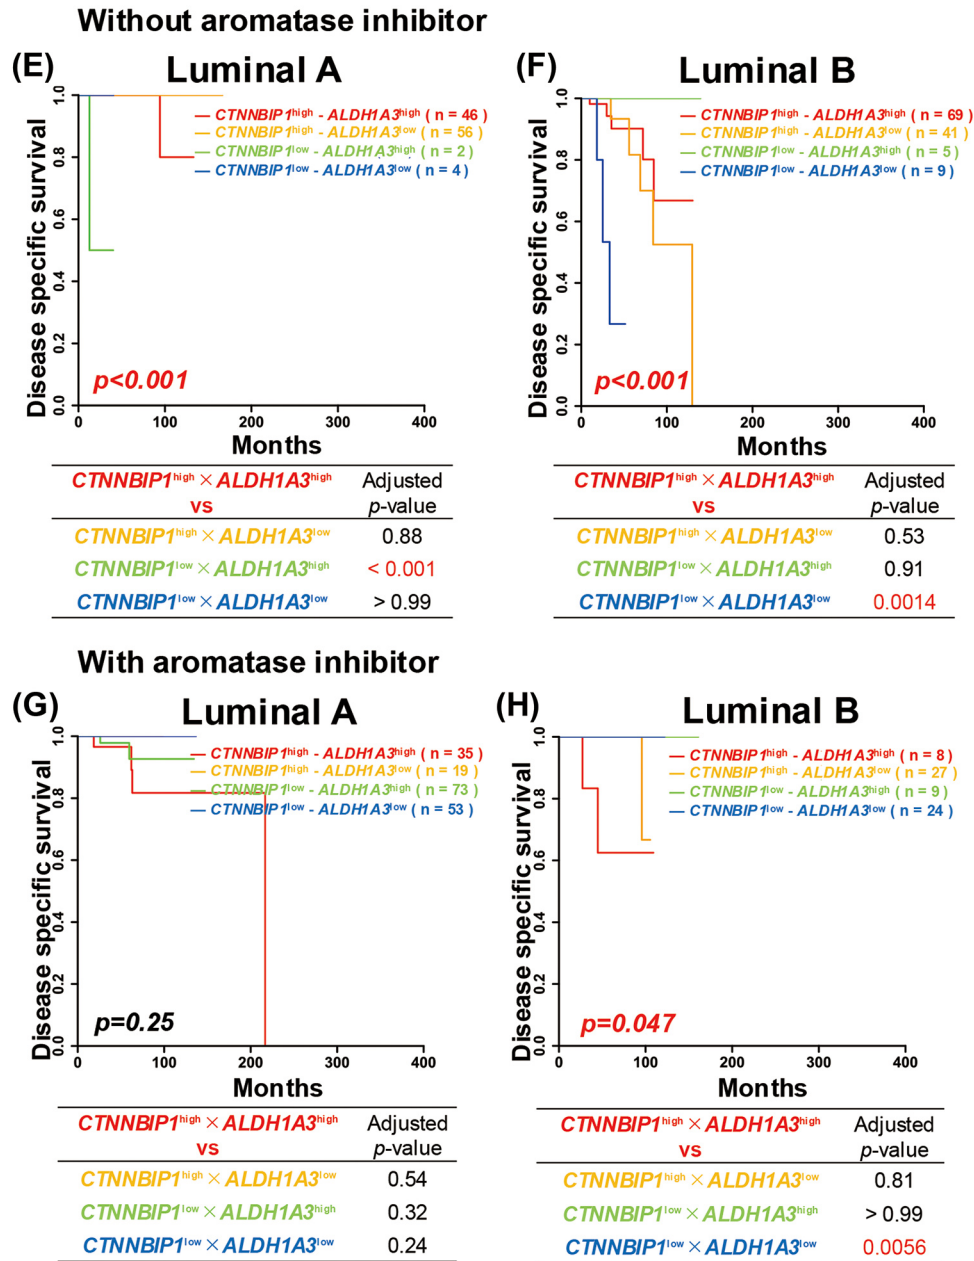 Without aromatase inhibitor
(E)
Luminal A
Disease specific survival
1.0
0.8
0.6
0.4
0.2
0.0
— CTNNBIP1high - ALDH1A3high ( n = 46 )
— CTNNBIP1high - ALDH1A3low ( n = 56 )
— CTNNBIP1low - ALDH1A3high ( n = 2 )
— CTNNBIP1low - ALDH1A3low ( n = 4 )
p<0.001
0 100 200 300 400
Months
CTNNBIP1high × ALDH1A3high Adjusted
vs p-value
CTNNBIP1high × ALDH1A3low 0.88
CTNNBIP1low × ALDH1A3high < 0.001
CTNNBIP1low × ALDH1A3low > 0.99
(F)
Luminal B
Disease specific survival
1.0
0.8
0.6
0.4
0.2
0.0
— CTNNBIP1high - ALDH1A3high ( n = 69 )
— CTNNBIP1high - ALDH1A3low ( n = 41 )
— CTNNBIP1low - ALDH1A3high ( n = 5 )
— CTNNBIP1low - ALDH1A3low ( n = 9 )
p<0.001
0 100 200 300 400
Months
CTNNBIP1high × ALDH1A3high Adjusted
vs p-value
CTNNBIP1high × ALDH1A3low 0.53
CTNNBIP1low × ALDH1A3high 0.91
CTNNBIP1low × ALDH1A3low 0.0014
With aromatase inhibitor
(G)
Luminal A
Disease specific survival
1.0
0.8
0.6
0.4
0.2
0.0
— CTNNBIP1high - ALDH1A3high ( n = 35 )
— CTNNBIP1high - ALDH1A3low ( n = 19 )
— CTNNBIP1low - ALDH1A3high ( n = 73 )
— CTNNBIP1low - ALDH1A3low ( n = 53 )
p=0.25
0 100 200 300 400
Months
CTNNBIP1high × ALDH1A3high Adjusted
vs p-value
CTNNBIP1high × ALDH1A3low 0.54
CTNNBIP1low × ALDH1A3high 0.32
CTNNBIP1low × ALDH1A3low 0.24
(H)
Luminal B
Disease specific survival
1.0
0.8
0.6
0.4
0.2
0.0
— CTNNBIP1high - ALDH1A3high ( n = 8 )
— CTNNBIP1high - ALDH1A3low ( n = 27 )
— CTNNBIP1low - ALDH1A3high ( n = 9 )
— CTNNBIP1low - ALDH1A3low ( n = 24 )
p=0.047
0 100 200 300 400
Months
CTNNBIP1high × ALDH1A3high Adjusted
vs p-value
CTNNBIP1high × ALDH1A3low 0.81
CTNNBIP1low × ALDH1A3high > 0.99
CTNNBIP1low × ALDH1A3low 0.0056